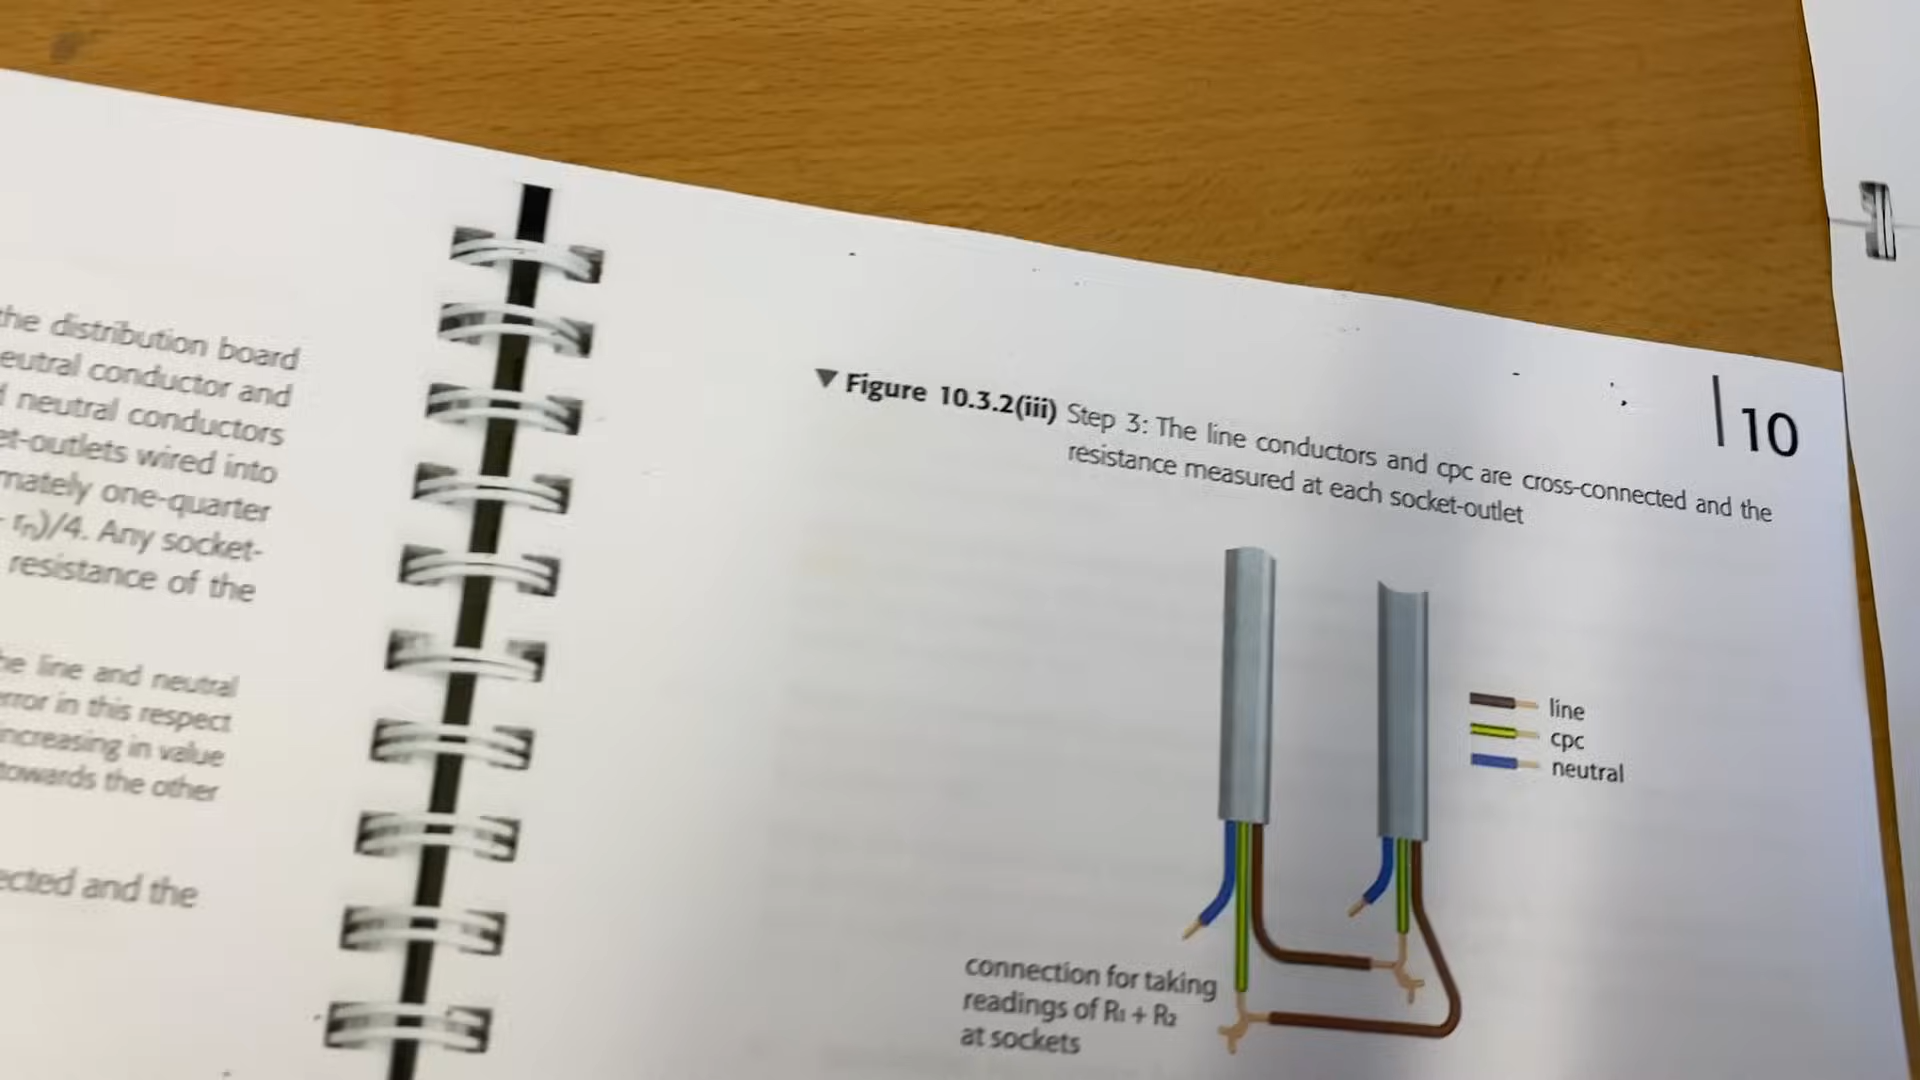 the distribution board
eutral conductor and
neutral conductors
et-outlets wired into
mately one-quarter
rn)/4. Any socket-
resistance of the
he line and neutral
error in this respect
increasing in value
towards the other
ected and the
▼ Figure 10.3.2(iii) Step 3: The line conductors and cpc are cross-connected and the
resistance measured at each socket-outlet
10
line
cpc
neutral
connection for taking
readings of R1 + R2
at sockets